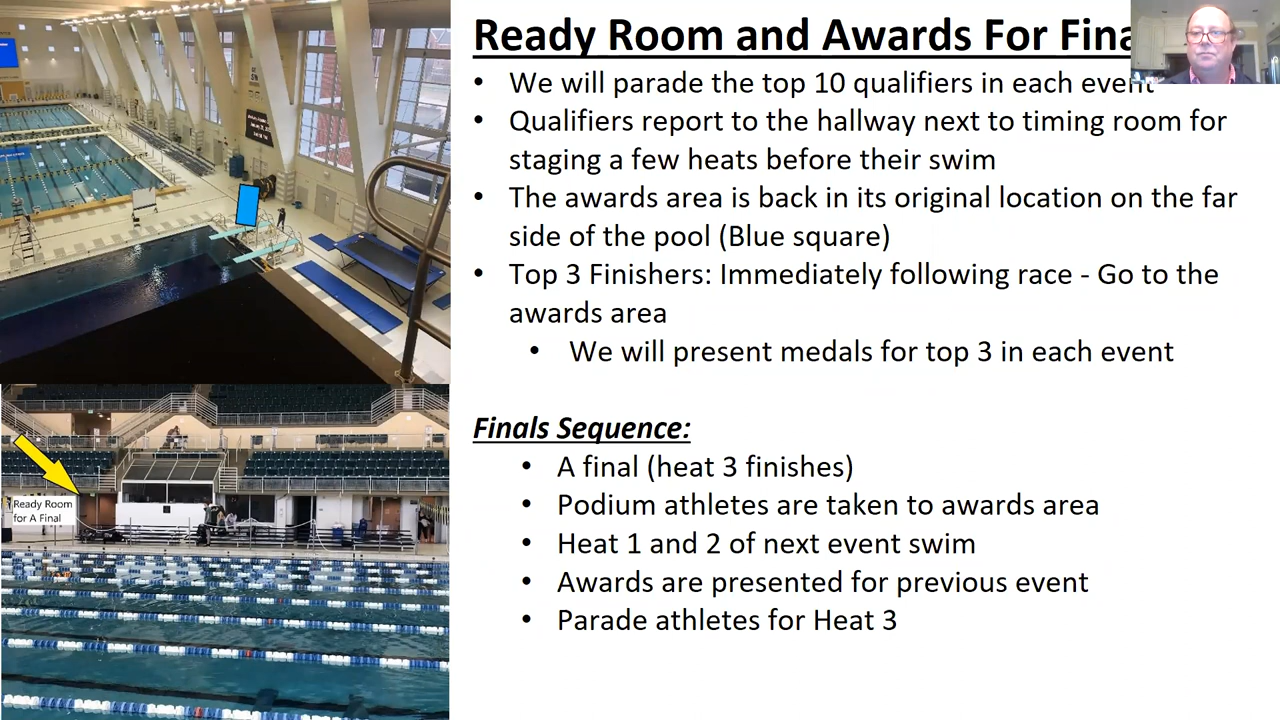 Ready Room and Awards For Fina
• We will parade the top 10 qualifiers in each event
• Qualifiers report to the hallway next to timing room for
staging a few heats before their swim
• The awards area is back in its original location on the far
side of the pool (Blue square)
• Top 3 Finishers: Immediately following race - Go to the
awards area
• We will present medals for top 3 in each event
Finals Sequence:
• A final (heat 3 finishes)
• Podium athletes are taken to awards area
• Heat 1 and 2 of next event swim
• Awards are presented for previous event
• Parade athletes for Heat 3
Ready Room
for A Final